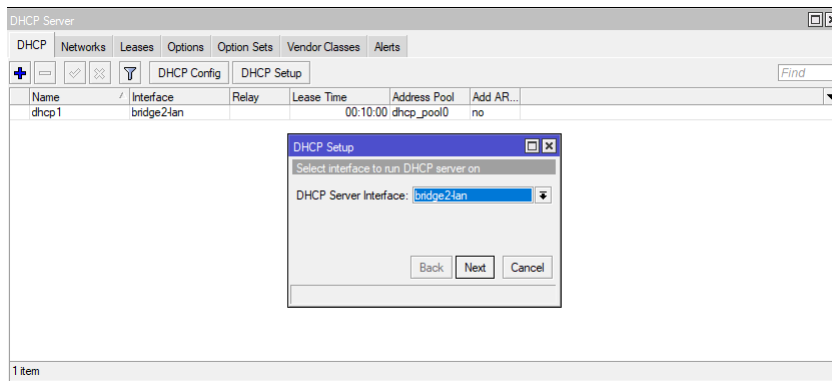 DHCP Server
DHCP Networks Leases Options Option Sets Vendor Classes Alerts
DHCP Config DHCP Setup Find
Name / Interface Relay Lease Time Address Pool Add AR...
dhcp1 bridge2-lan 00:10:00 dhcp_pool0 no
DHCP Setup
Select interface to run DHCP server on
DHCP Server Interface: bridge2-lan
Back Next Cancel
1 item